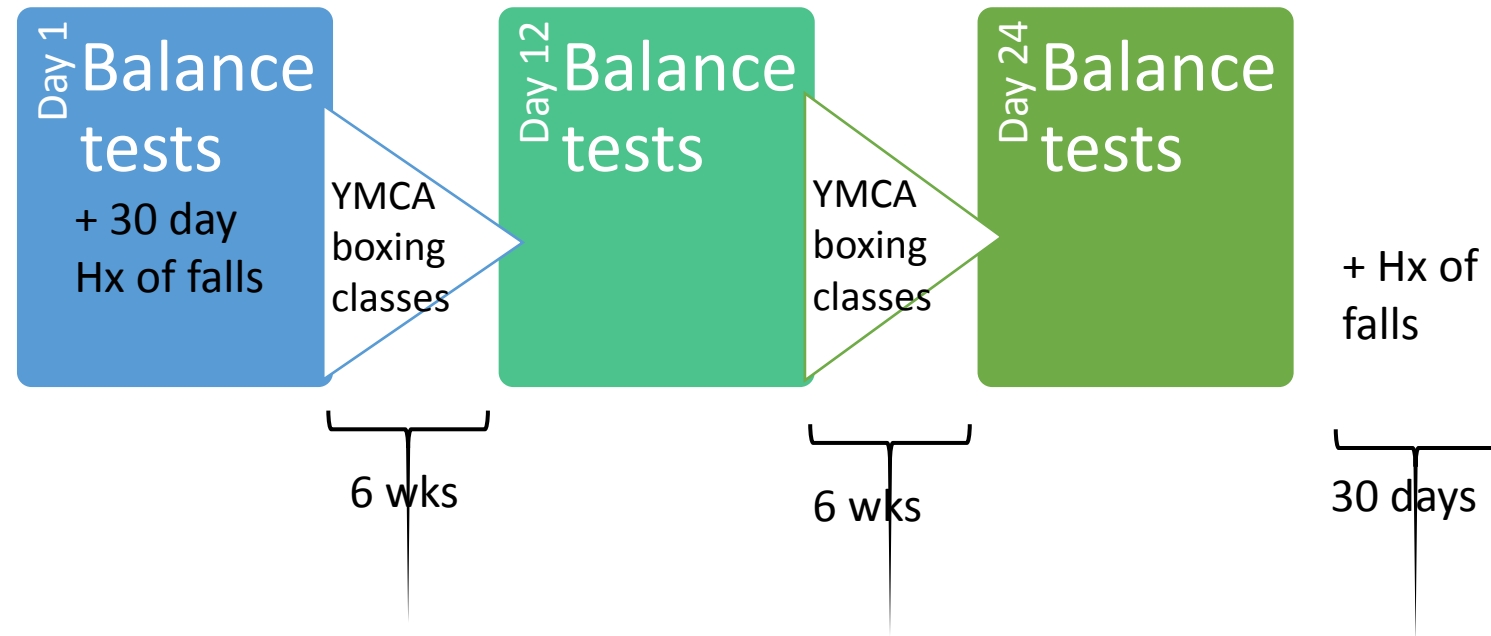 Day 1
Balance
tests
+ 30 day
Hx of falls
YMCA
boxing
classes
6 wks
Day 12
Balance
tests
YMCA
boxing
classes
6 wks
Day 24
Balance
tests
+ Hx of
falls
30 days